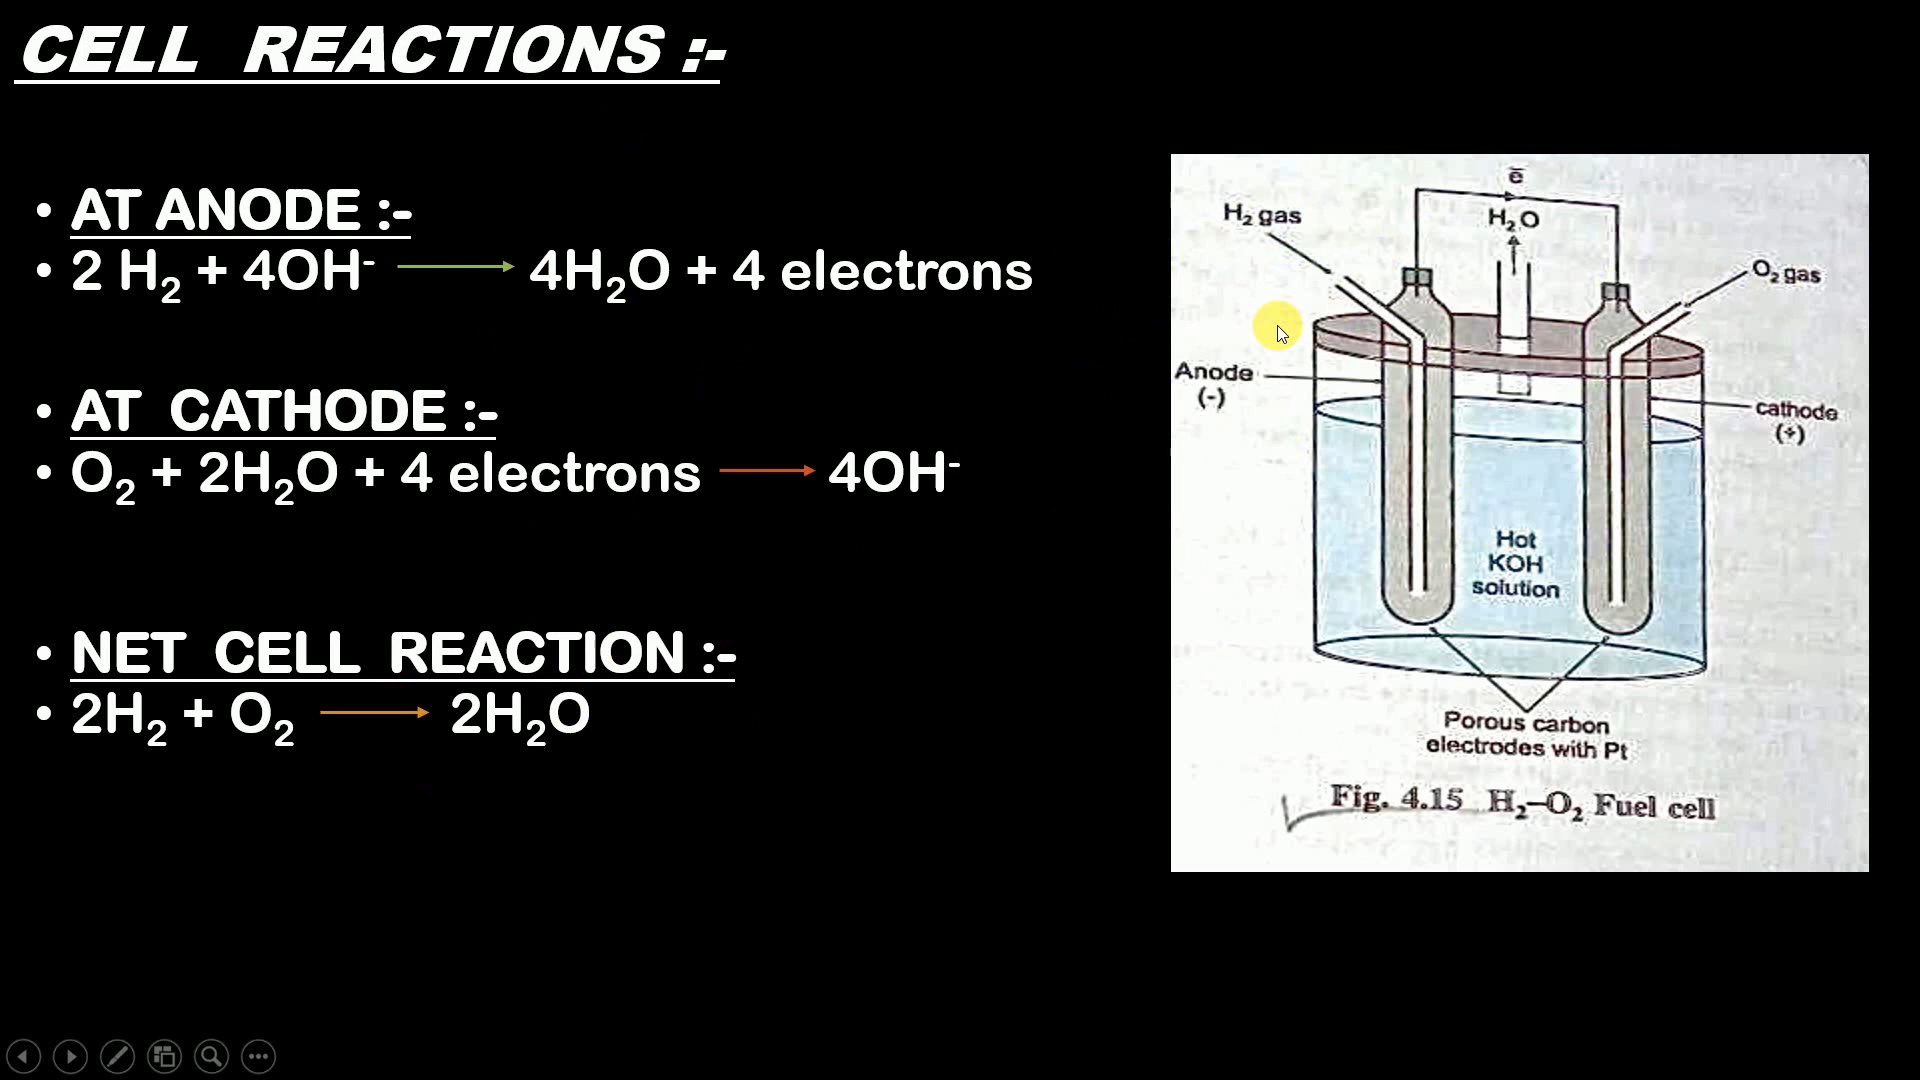 CELL REACTIONS :-
• AT ANODE :-
• 2 H₂ + 4OH⁻ → 4H₂O + 4 electrons
• AT CATHODE :-
• O₂ + 2H₂O + 4 electrons → 4OH⁻
• NET CELL REACTION :-
• 2H₂ + O₂ → 2H₂O
ē
H₂ gas
H₂O
O₂ gas
Anode
(-)
cathode
(+)
Hot
KOH
solution
Porous carbon
electrodes with Pt
Fig. 4.15 H₂–O₂ Fuel cell